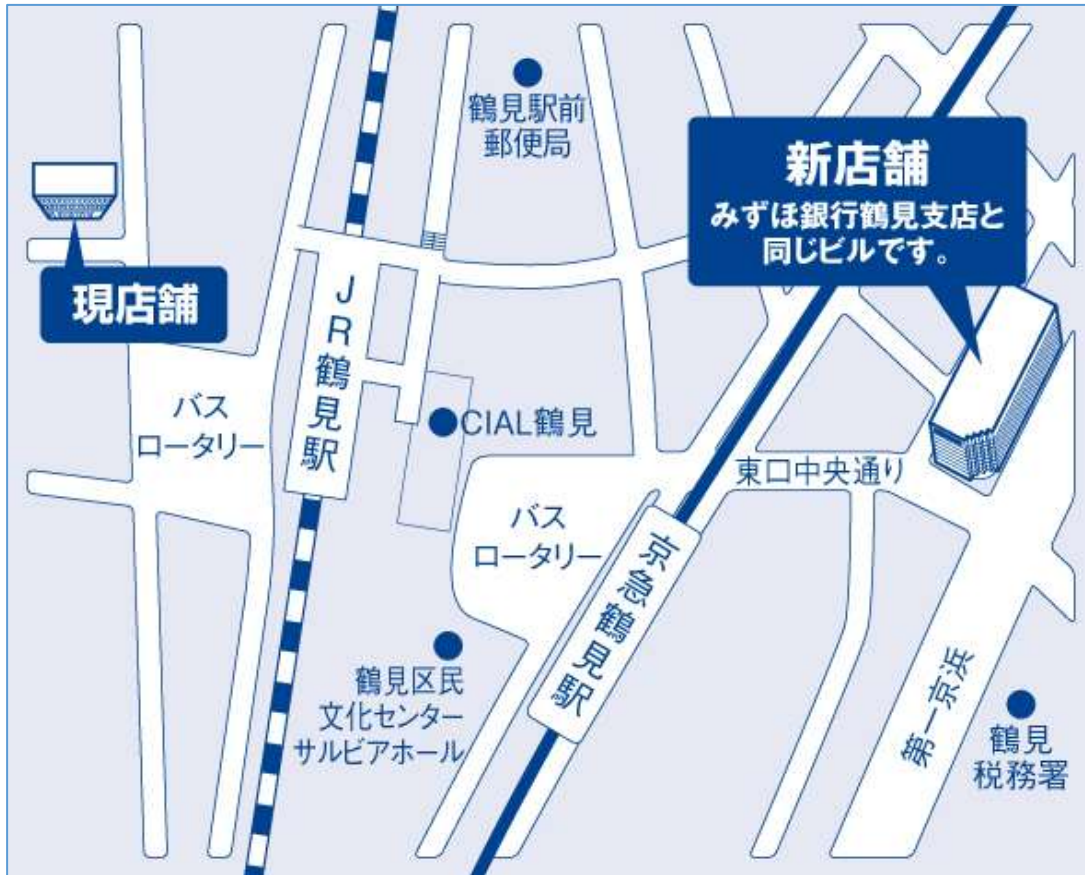 鶴見駅前
郵便局
新店舗
みずほ銀行鶴見支店と
同じビルです。
現店舗
JR鶴見駅
バス
ロータリー
CIAL鶴見
東口中央通り
バス
ロータリー
京急鶴見駅
鶴見区民
文化センター
サルビアホール
第一京浜
鶴見
税務署